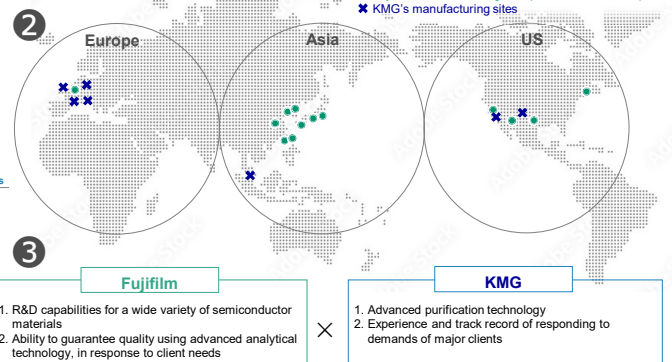 ✖ KMG's manufacturing sites
2
Europe
Asia
US
s
3
Fujifilm
1. R&D capabilities for a wide variety of semiconductor
materials
2. Ability to guarantee quality using advanced analytical
technology, in response to client needs
×
KMG
1. Advanced purification technology
2. Experience and track record of responding to
demands of major clients